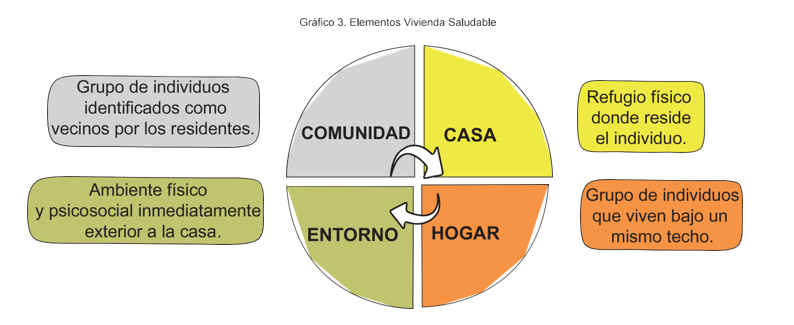 Gráfico 3. Elementos Vivienda Saludable
Grupo de individuos
identificados como
vecinos por los residentes.
COMUNIDAD
CASA
Refugio físico
donde reside
el individuo.
Ambiente físico
y psicosocial inmediatamente
exterior a la casa.
ENTORNO
HOGAR
Grupo de individuos
que viven bajo un
mismo techo.